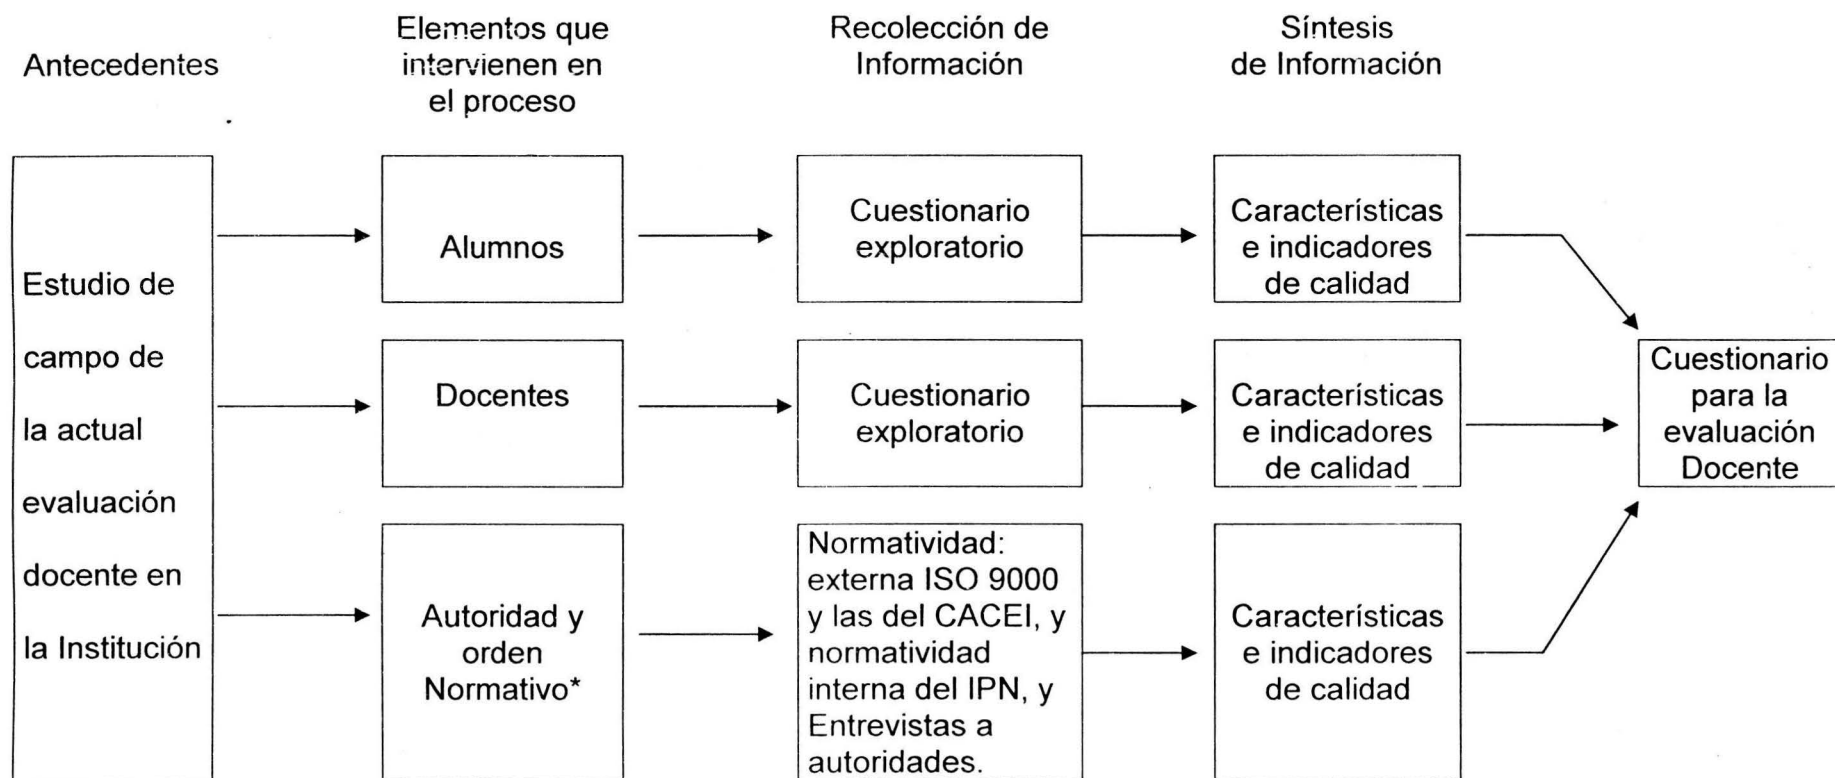 Antecedentes
Elementos que
intervienen en
el proceso
Recolección de
Información
Síntesis
de Información
Estudio de
campo de
la actual
evaluación
docente en
la Institución
Alumnos
Cuestionario
exploratorio
Características
e indicadores
de calidad
Docentes
Cuestionario
exploratorio
Características
e indicadores
de calidad
Autoridad y
orden
Normativo*
Normatividad:
externa ISO 9000
y las del CACEI, y
normatividad
interna del IPN, y
Entrevistas a
autoridades.
Características
e indicadores
de calidad
Cuestionario
para la
evaluación
Docente